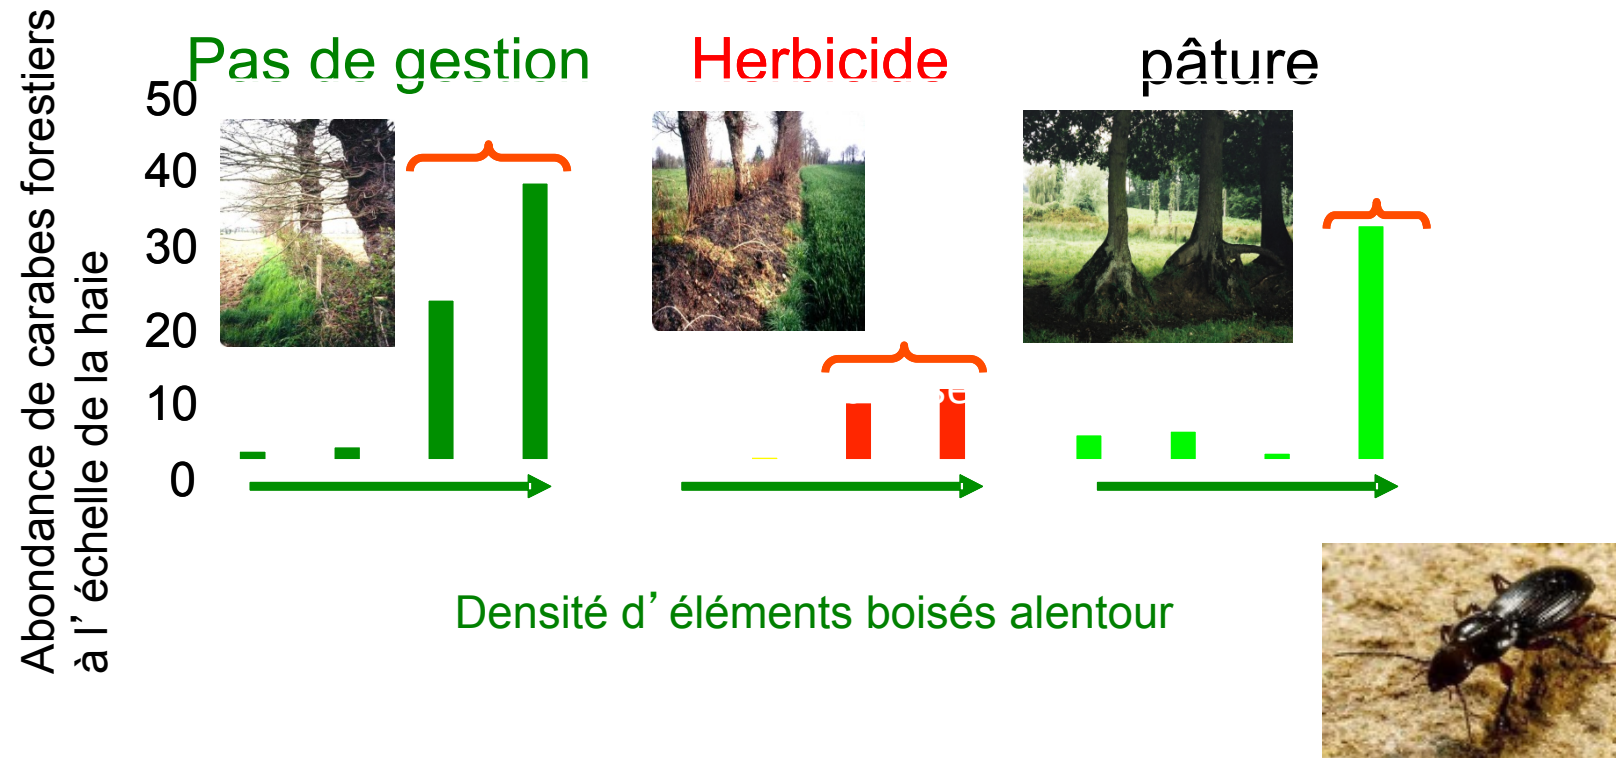 Abondance de carabes forestiers
à l’échelle de la haie
Pas de gestion
Herbicide
pâture
50
40
30
20
10
0
Densité d’éléments boisés alentour